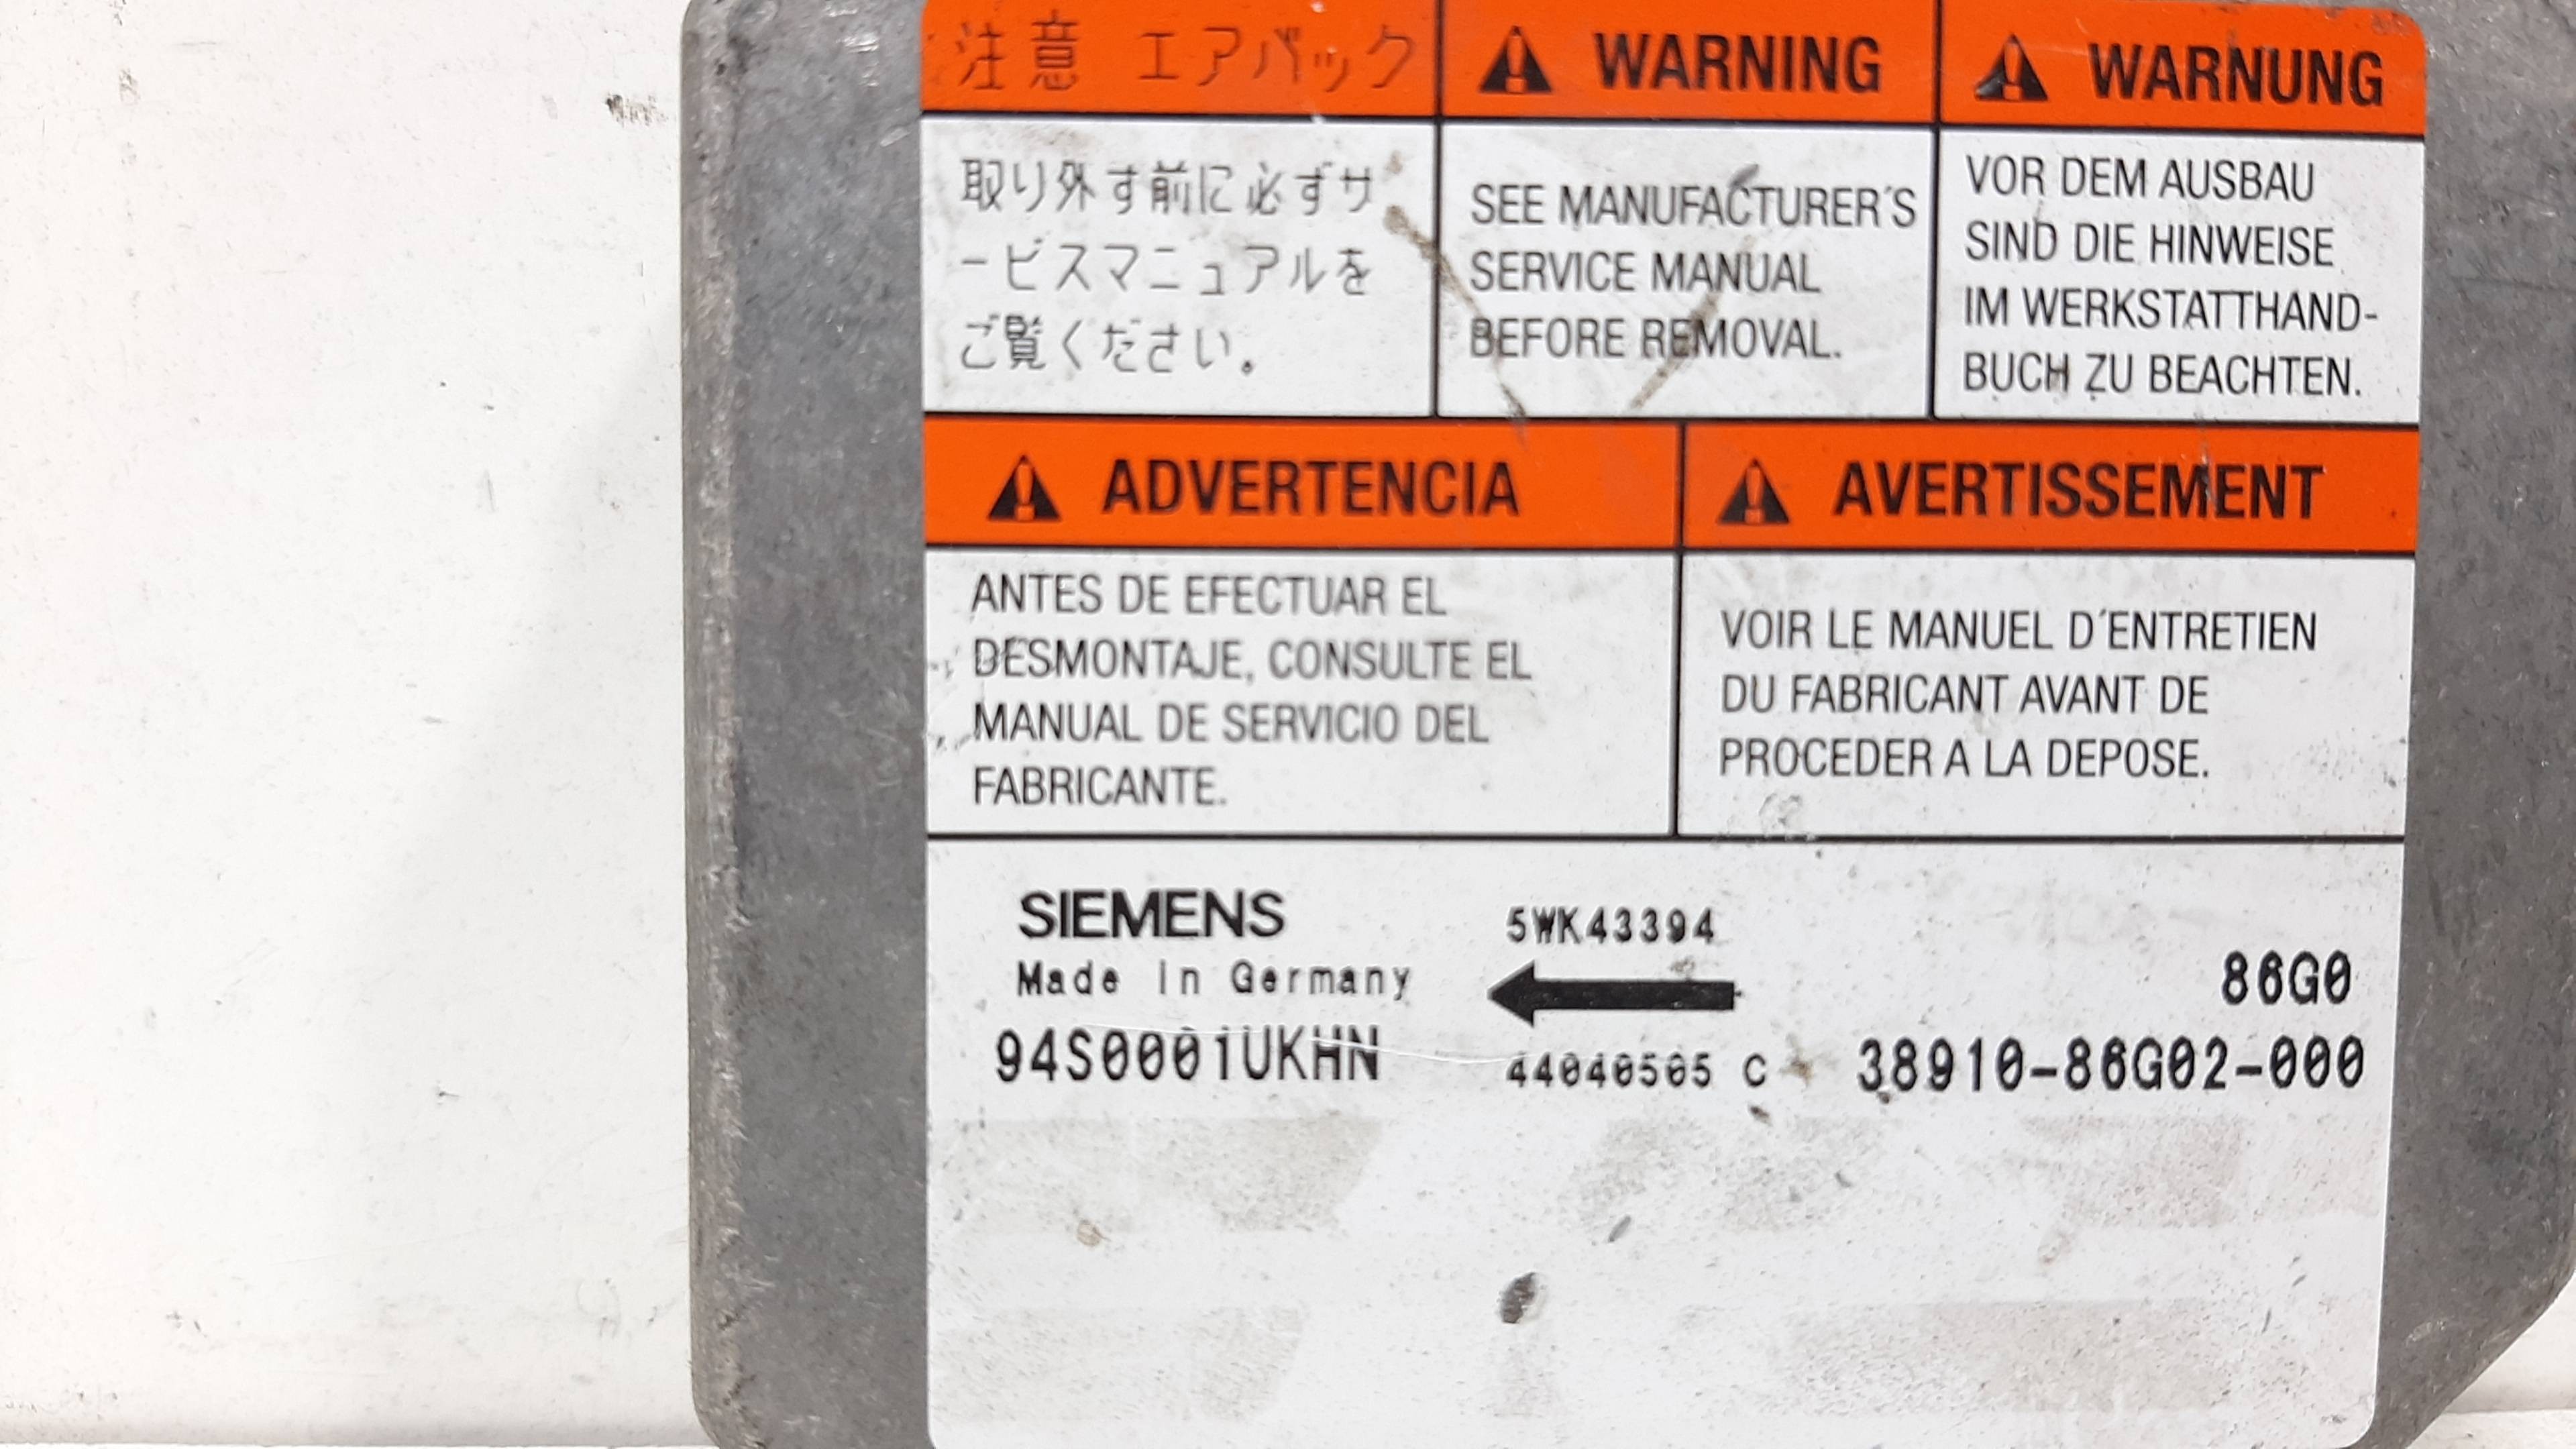 注意 エアバック
取り外す前に必ずサ
ービスマニュアルを
ご覧ください。
WARNING
SEE MANUFACTURER'S
SERVICE MANUAL
BEFORE REMOVAL.
WARNUNG
VOR DEM AUSBAU
SIND DIE HINWEISE
IM WERKSTATTHAND-
BUCH ZU BEACHTEN.
ADVERTENCIA
ANTES DE EFECTUAR EL
DESMONTAJE, CONSULTE EL
MANUAL DE SERVICIO DEL
FABRICANTE.
AVERTISSEMENT
VOIR LE MANUEL D'ENTRETIEN
DU FABRICANT AVANT DE
PROCEDER A LA DEPOSE.
SIEMENS
Made in Germany
94S0001UKHN
5WK43394
44040505 C
86G0
38910-86G02-000